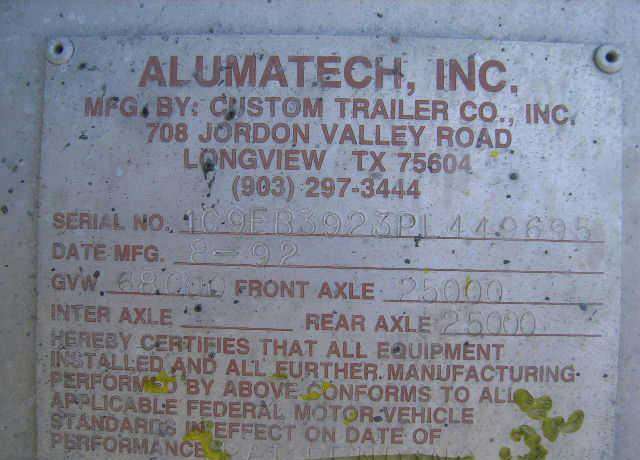 ALUMATECH, INC.
MFG. BY: CUSTOM TRAILER CO., INC.
708 JORDON VALLEY ROAD
LONGVIEW TX 75604
(903) 297-3444
SERIAL NO. 1C9EB3923PL449695
DATE MFG. 8-92
GVW 68000 FRONT AXLE 25000
INTER AXLE REAR AXLE 25000
HEREBY CERTIFIES THAT ALL EQUIPMENT
INSTALLED AND ALL FURTHER MANUFACTURING
PERFORMED BY ABOVE CONFORMS TO ALL
APPLICABLE FEDERAL MOTOR VEHICLE
STANDARDS IN EFFECT ON DATE OF
PERFORMANCE